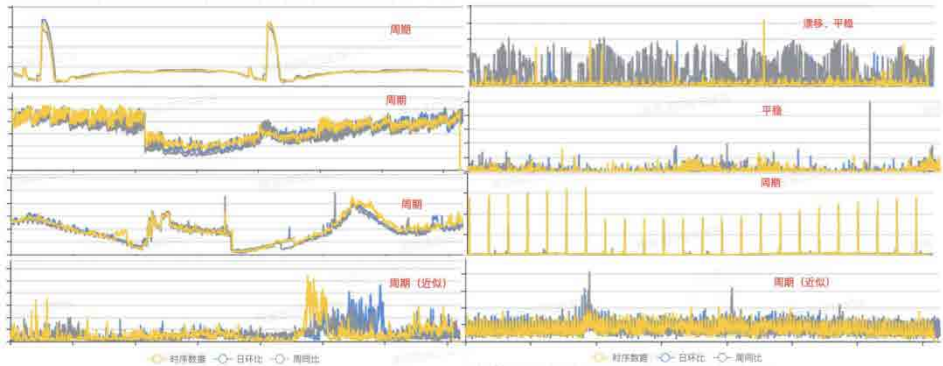 周期
周期
周期
周期（近似）
时序数据
日环比
周同比
漂移、平稳
平稳
周期
周期（近似）
时序数据
日环比
周同比